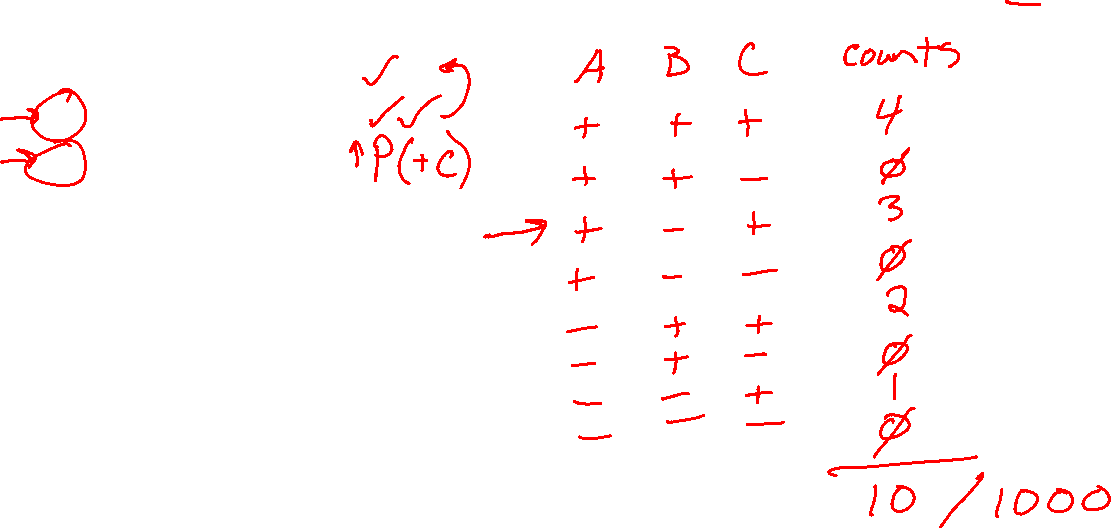 A B C counts
+ + + 4
↑P(+C)
+ + − ∅
→ + − + 3
+ − − ∅
− + + 2
− + − ∅
− − + 1
− − − ∅
10 / 1000